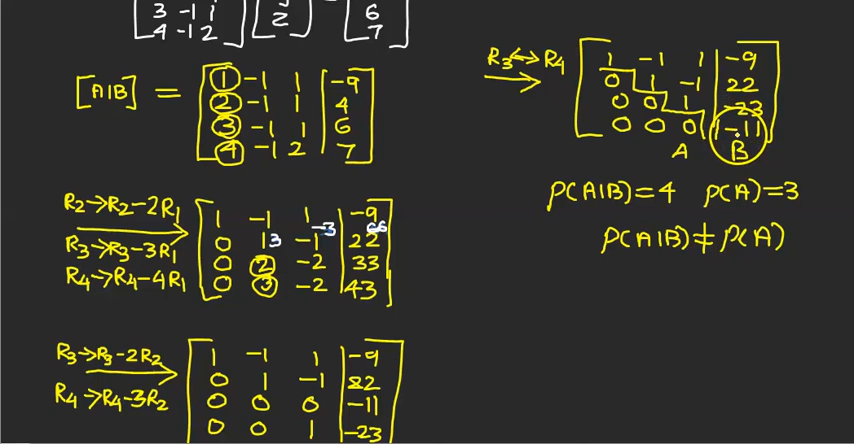 3 -1 1 6
4 -1 2 2 7
[A|B] = 1 -1 1 | -9
2 -1 1 | 4
3 -1 1 | 6
4 -1 2 | 7
R2→R2-2R1
R3→R3-3R1
R4→R4-4R1
1 -1 1 | -9
0 1 3 -1 -3 | 22 66
0 2 -2 | 33
0 3 -2 | 43
R3→R3-2R2
R4→R4-3R2
1 -1 1 | -9
0 1 -1 | 22
0 0 0 | -11
0 0 1 | -23
R3↔R4
1 -1 1 | -9
0 1 -1 | 22
0 0 1 | -23
0 0 0 | -11
A B
ρ(A|B)=4 ρ(A)=3
ρ(A|B)≠ρ(A)